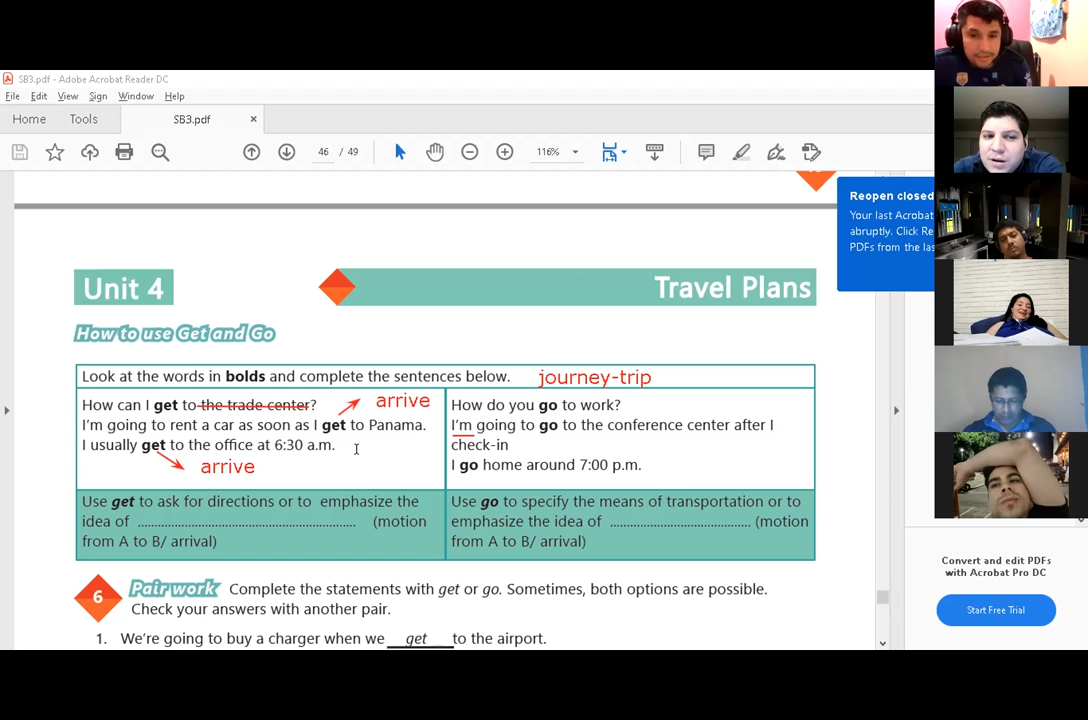 SB3.pdf - Adobe Acrobat Reader DC
File Edit View Sign Window Help
Home Tools SB3.pdf ×
46 / 49 116%
Reopen closed
Your last Acrobat
abruptly. Click Re
PDFs from the las
Unit 4 Travel Plans
How to use Get and Go
Look at the words in bolds and complete the sentences below. journey-trip
How can I get to the trade center? arrive
I'm going to rent a car as soon as I get to Panama.
I usually get to the office at 6:30 a.m.
arrive
How do you go to work?
I'm going to go to the conference center after I
check-in
I go home around 7:00 p.m.
Use get to ask for directions or to emphasize the
idea of ........................................................ (motion
from A to B/ arrival)
Use go to specify the means of transportation or to
emphasize the idea of .................................... (motion
from A to B/ arrival)
6 Pair work Complete the statements with get or go. Sometimes, both options are possible.
Check your answers with another pair.
1. We're going to buy a charger when we get to the airport.
Convert and edit PDFs
with Acrobat Pro DC
Start Free Trial